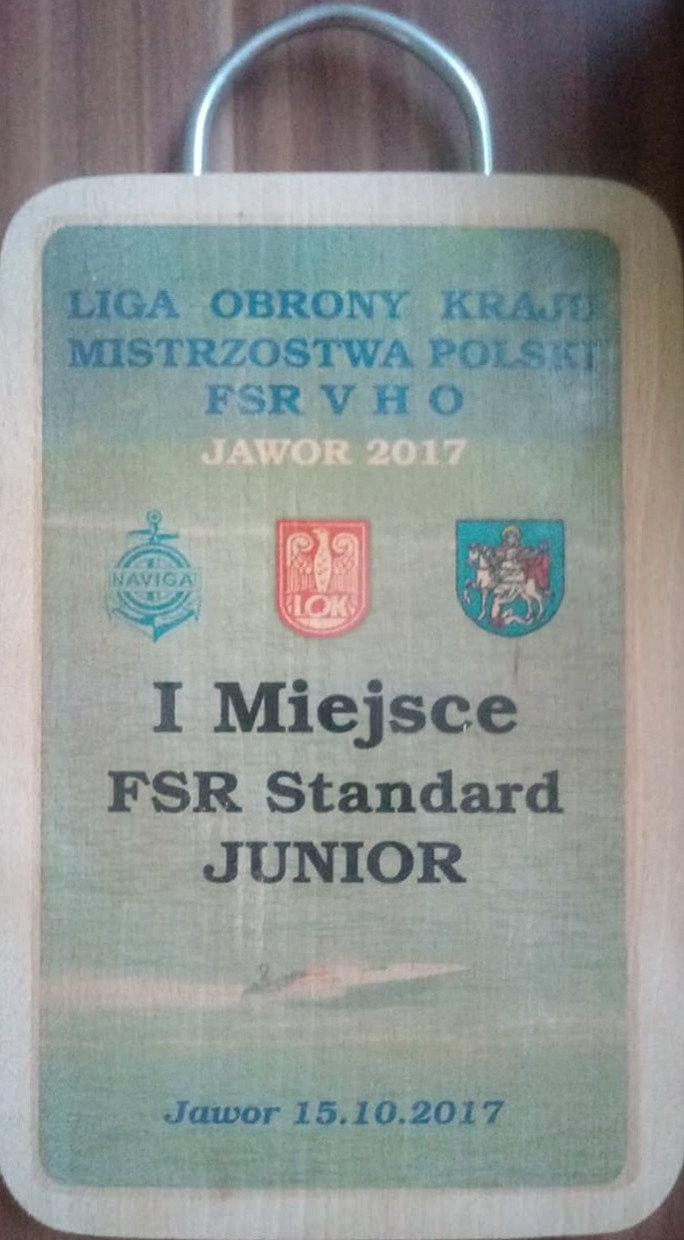 LIGA OBRONY KRAJU
MISTRZOSTWA POLSKI
FSR V H O
JAWOR 2017
NAVIGA
LOK
I Miejsce
FSR Standard
JUNIOR
Jawor 15.10.2017